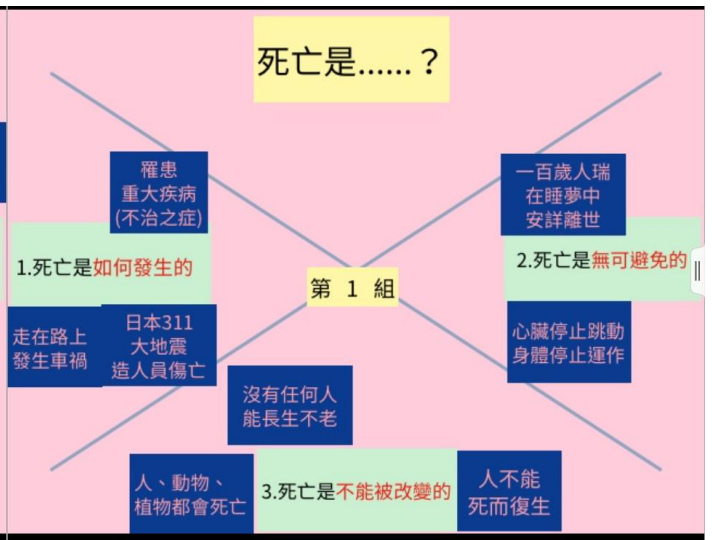 死亡是......？
罹患
重大疾病
(不治之症)
一百歲人瑞
在睡夢中
安詳離世
1.死亡是如何發生的
2.死亡是無可避免的
第 1 組
走在路上
發生車禍
日本311
大地震
造人員傷亡
心臟停止跳動
身體停止運作
沒有任何人
能長生不老
人、動物、
植物都會死亡
3.死亡是不能被改變的
人不能
死而復生